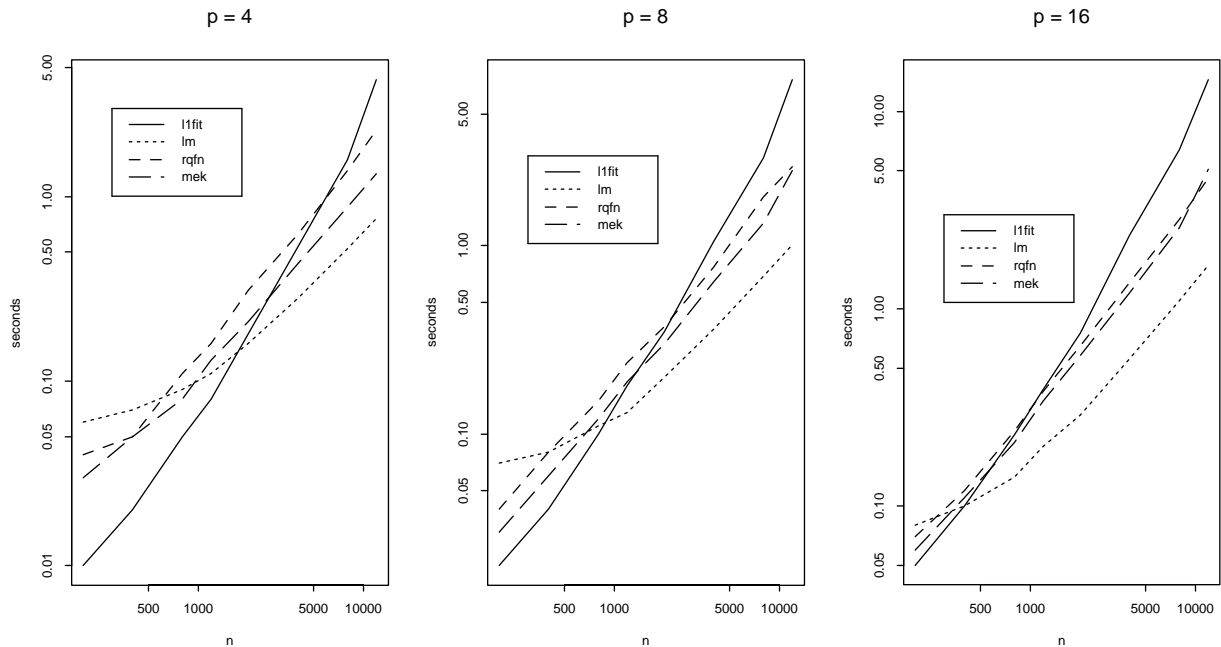 p = 4
5.00
1.00
0.50
0.10
0.05
0.01
seconds
l1fit
lm
rqfn
mek
500
1000
5000
10000
n
p = 8
5.00
1.00
0.50
0.10
0.05
seconds
l1fit
lm
rqfn
mek
500
1000
5000
10000
n
p = 16
10.00
5.00
1.00
0.50
0.10
0.05
seconds
l1fit
lm
rqfn
mek
500
1000
5000
10000
n